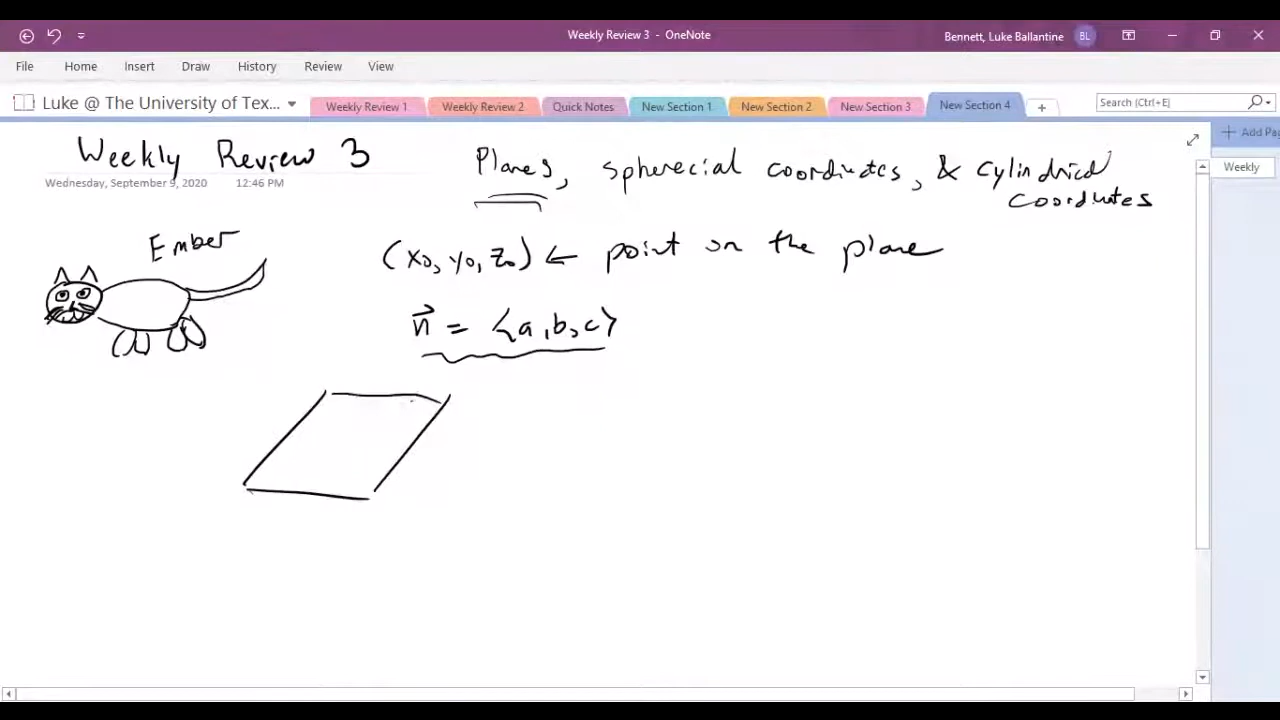 Weekly Review 3 - OneNote
Bennett, Luke Ballantine BL
File Home Insert Draw History Review View
Luke @ The University of Tex... Weekly Review 1 Weekly Review 2 Quick Notes New Section 1 New Section 2 New Section 3 New Section 4 + Search (Ctrl+E)
+ Add Pag
Weekly
Weekly Review 3
Wednesday, September 9, 2020 12:46 PM
Planes, spherecial coordinates, & cylindrical
coordinates
Ember
(x₀, y₀, z₀) ← point on the plane
n⃗ = ⟨a, b, c⟩